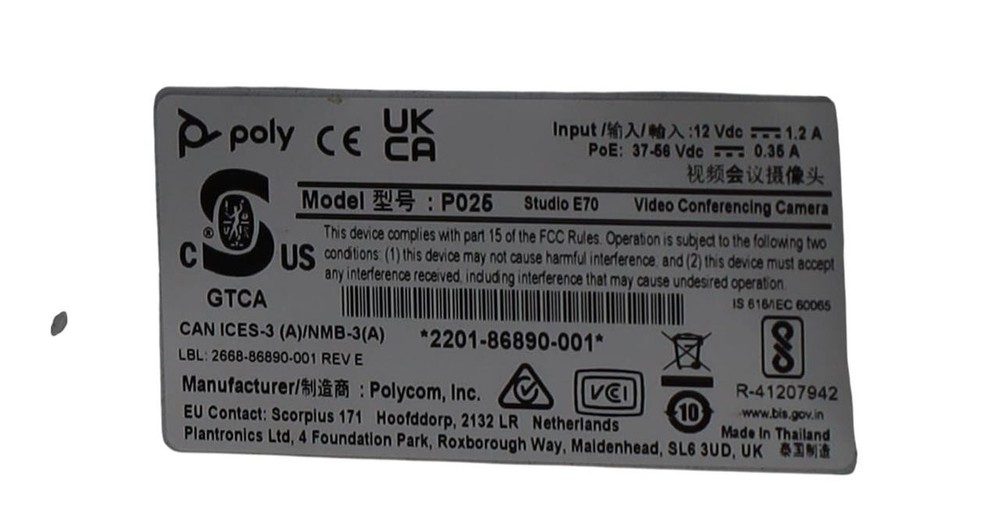 poly CE UK CA
Input /输入/輸入 :12 Vdc 1.2 A
PoE: 37-56 Vdc 0.35 A
视频会议摄像头
Model 型号 : P025 Studio E70 Video Conferencing Camera
This device complies with part 15 of the FCC Rules. Operation is subject to the following two
conditions: (1) this device may not cause harmful interference, and (2) this device must accept
any interference received, including interference that may cause undesired operation.
C US
GTCA
IS 616/IEC 60065
CAN ICES-3 (A)/NMB-3(A)
*2201-86890-001*
LBL: 2668-86890-001 REV E
Manufacturer/制造商 : Polycom, Inc.
VCI
10
R-41207942
www.bis.gov.in
EU Contact: Scorpius 171 Hoofddorp, 2132 LR Netherlands
Made in Thailand
Plantronics Ltd, 4 Foundation Park, Roxborough Way, Maidenhead, SL6 3UD, UK
泰国制造